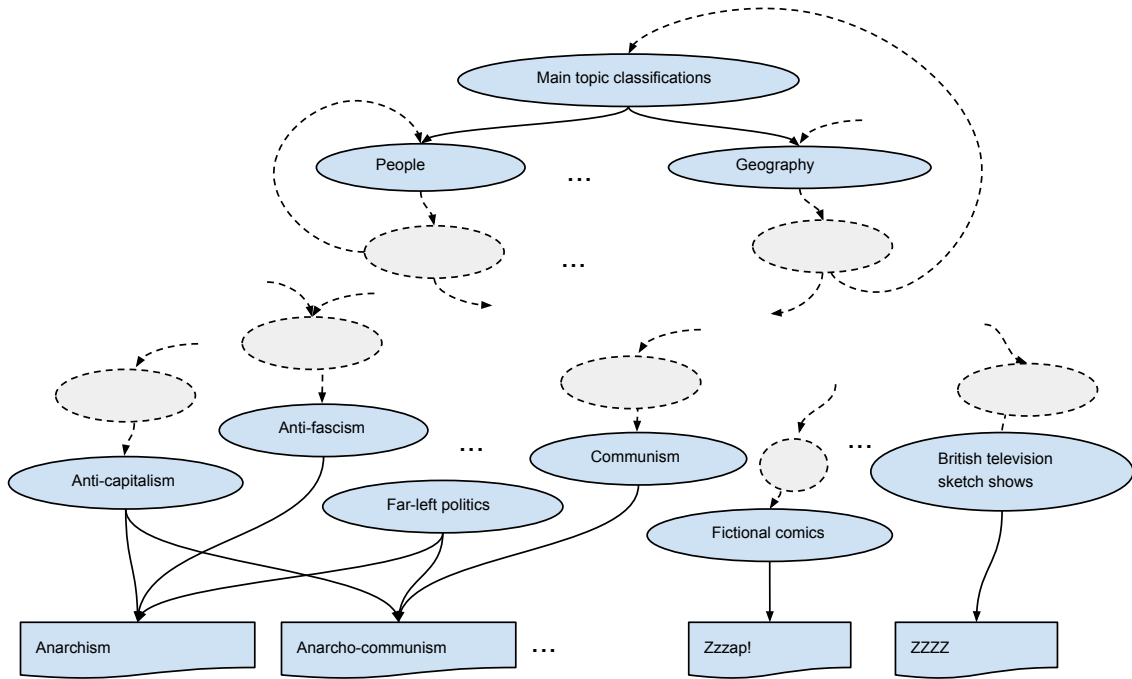 Main topic classifications
People
...
Geography
...
Anti-fascism
...
Communism
...
British television
sketch shows
Anti-capitalism
Far-left politics
Fictional comics
Anarchism
Anarcho-communism
...
Zzzap!
ZZZZ